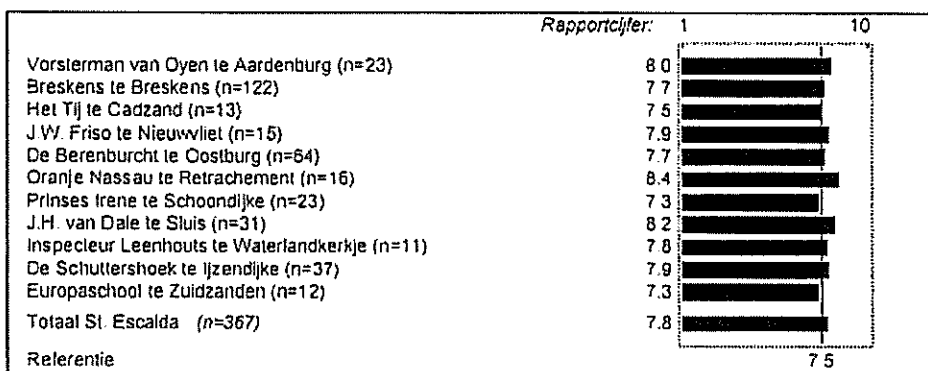 Rapportcijfer: 1 10
Vorsterman van Oyen te Aardenburg (n=23) 8.0
Breskens te Breskens (n=122) 7.7
Het Tij te Cadzand (n=13) 7.5
J.W. Friso te Nieuwvliet (n=15) 7.9
De Berenburcht te Oostburg (n=64) 7.7
Oranje Nassau te Retrachement (n=16) 8.4
Prinses Irene te Schoondijke (n=23) 7.3
J.H. van Dale te Sluis (n=31) 8.2
Inspecteur Leenhouts te Waterlandkerkje (n=11) 7.8
De Schuttershoek te Ijzendijke (n=37) 7.9
Europaschool te Zuidzanden (n=12) 7.3
Totaal St. Escalda (n=367) 7.8
Referentie 7.5